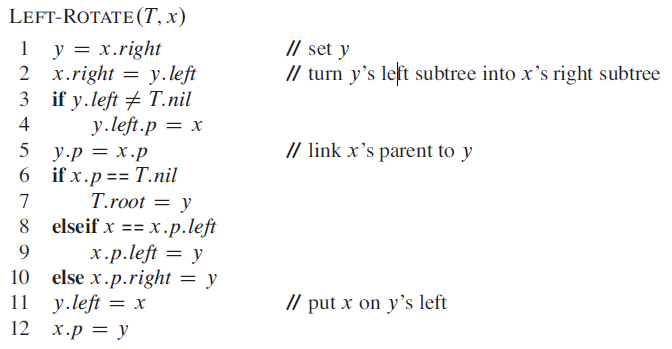 LEFT-ROTATE(T, x)
1 y = x.right // set y
2 x.right = y.left // turn y's left subtree into x's right subtree
3 if y.left ≠ T.nil
4 y.left.p = x
5 y.p = x.p // link x's parent to y
6 if x.p == T.nil
7 T.root = y
8 elseif x == x.p.left
9 x.p.left = y
10 else x.p.right = y
11 y.left = x // put x on y's left
12 x.p = y